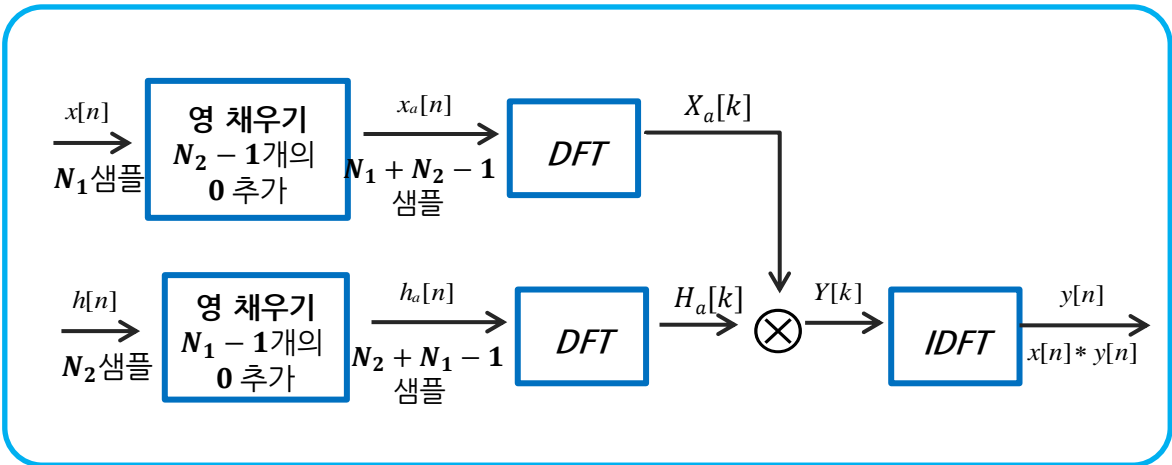 x[n]
N₁샘플
영 채우기
N₂ − 1개의
0 추가
xₐ[n]
N₁ + N₂ − 1
샘플
DFT
Xₐ[k]
h[n]
N₂샘플
영 채우기
N₁ − 1개의
0 추가
hₐ[n]
N₂ + N₁ − 1
샘플
DFT
Hₐ[k]
Y[k]
IDFT
y[n]
x[n]* y[n]